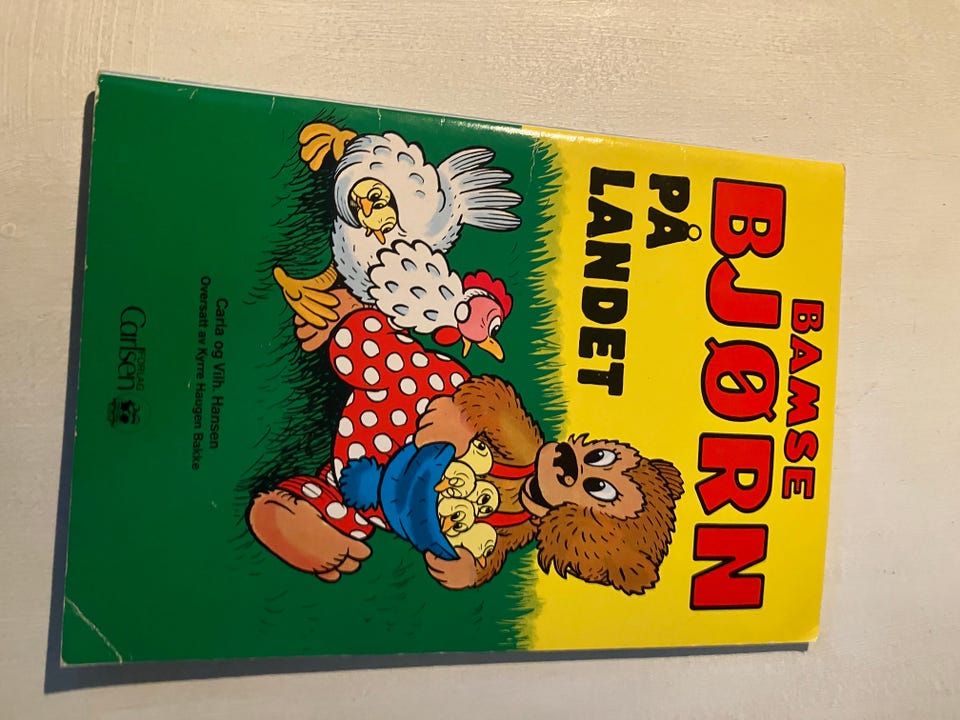 BAMSE
BJØRN
PÅ
LANDET
Carla og Vilh. Hansen
Oversatt av Kyrre Haugen Bakke
FORLAG
Carlsen